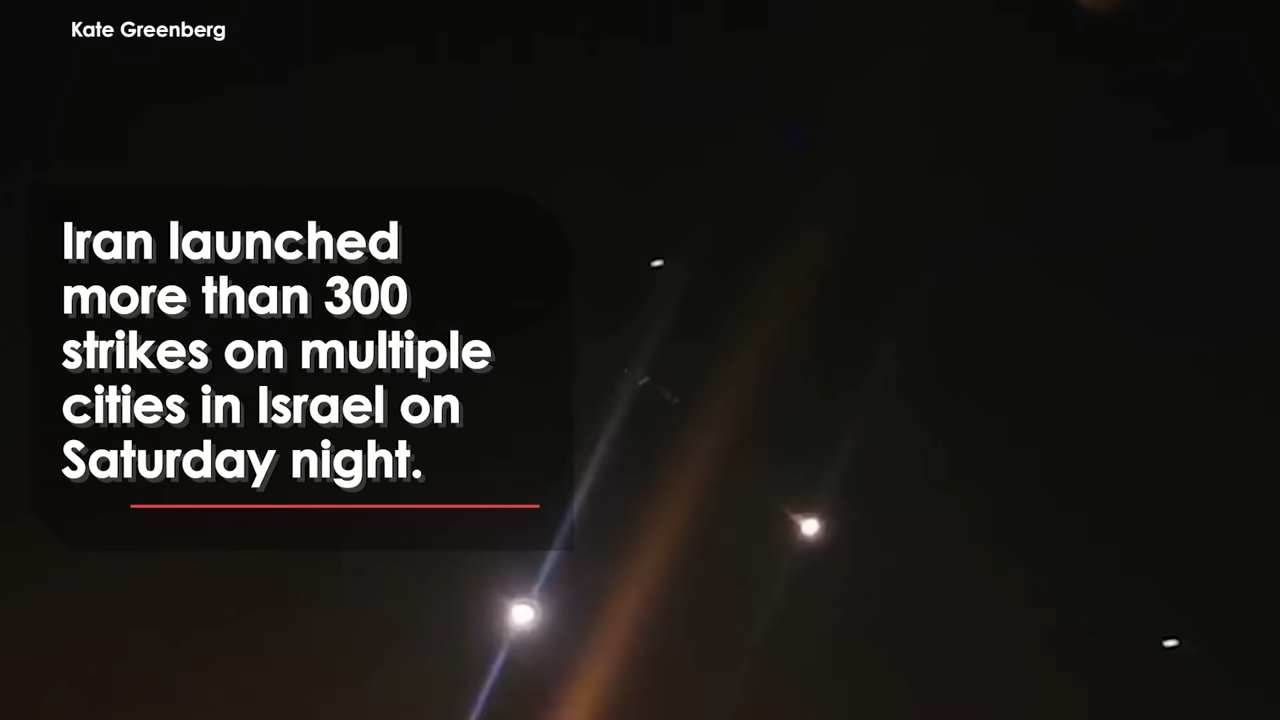 Kate Greenberg
Iran launched
more than 300
strikes on multiple
cities in Israel on
Saturday night.